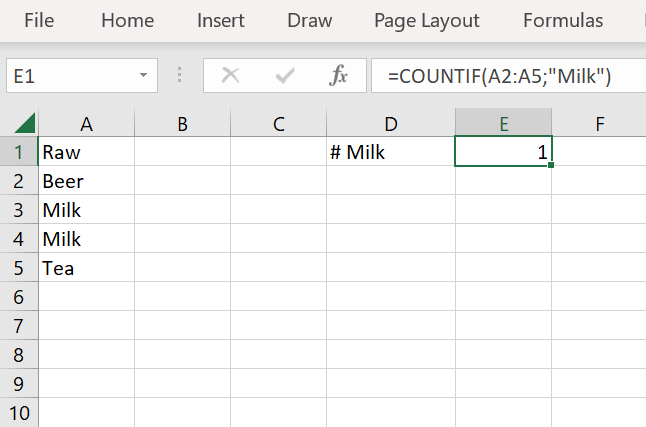 File Home Insert Draw Page Layout Formulas
E1 fx =COUNTIF(A2:A5;"Milk")
A B C D E F
1 Raw # Milk 1
2 Beer
3 Milk
4 Milk
5 Tea
6
7
8
9
10